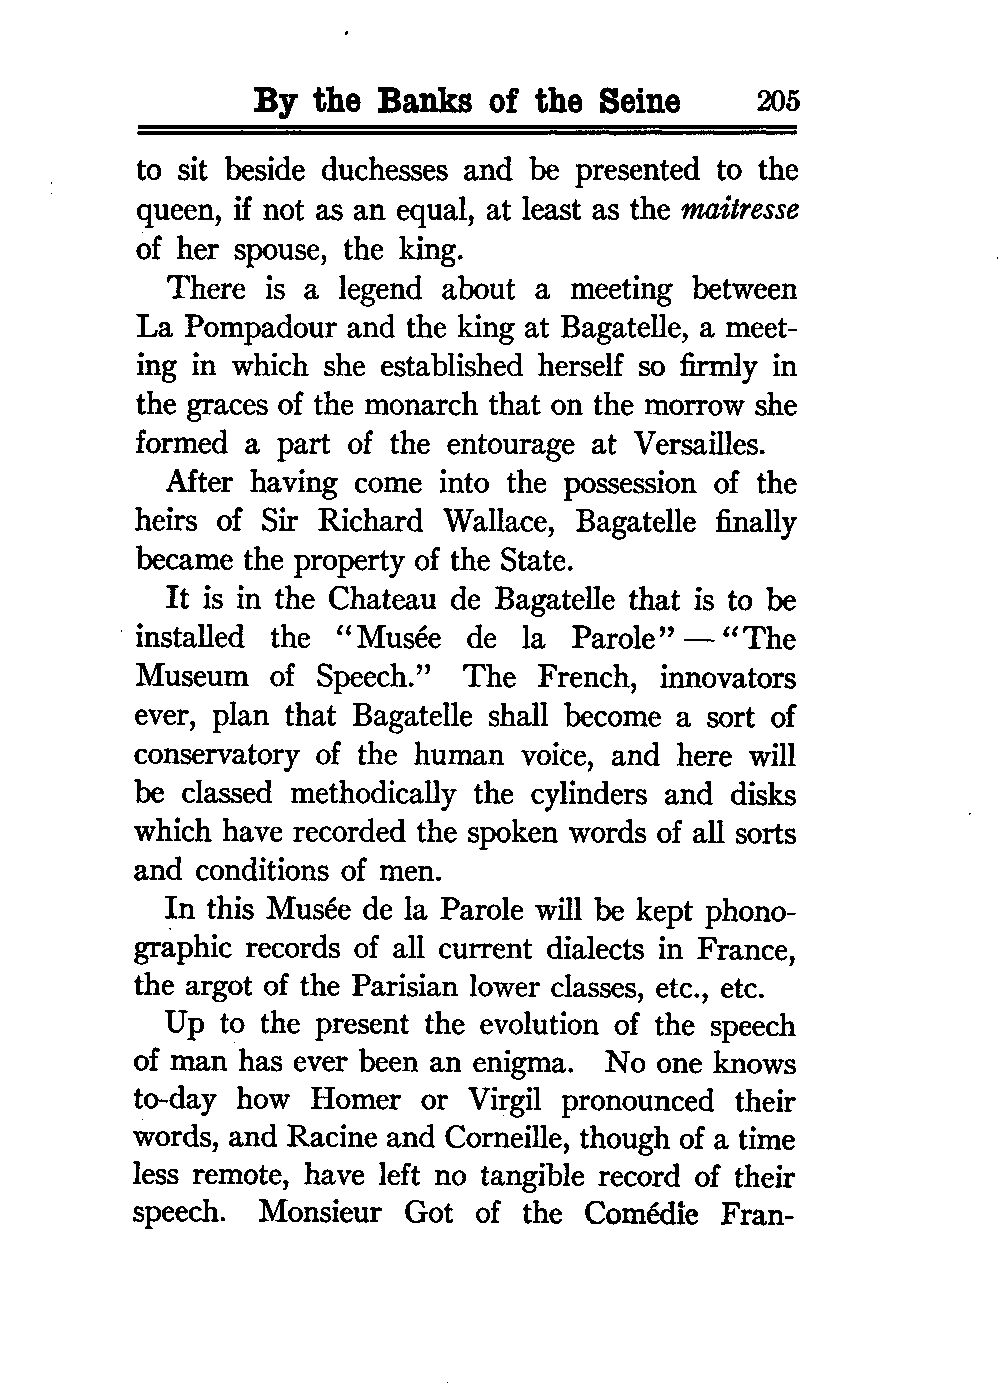 By the Banks of the Seine 205
to sit beside duchesses and be presented to the
queen, if not as an equal, at least as the maitresse
of her spouse, the king.
There is a legend about a meeting between
La Pompadour and the king at Bagatelle, a meet-
ing in which she established herself so firmly in
the graces of the monarch that on the morrow she
formed a part of the entourage at Versailles.
After having come into the possession of the
heirs of Sir Richard Wallace, Bagatelle finally
became the property of the State.
It is in the Chateau de Bagatelle that is to be
installed the “Musée de la Parole” — “The
Museum of Speech.” The French, innovators
ever, plan that Bagatelle shall become a sort of
conservatory of the human voice, and here will
be classed methodically the cylinders and disks
which have recorded the spoken words of all sorts
and conditions of men.
In this Musée de la Parole will be kept phono-
graphic records of all current dialects in France,
the argot of the Parisian lower classes, etc., etc.
Up to the present the evolution of the speech
of man has ever been an enigma. No one knows
to-day how Homer or Virgil pronounced their
words, and Racine and Corneille, though of a time
less remote, have left no tangible record of their
speech. Monsieur Got of the Comédie Fran-